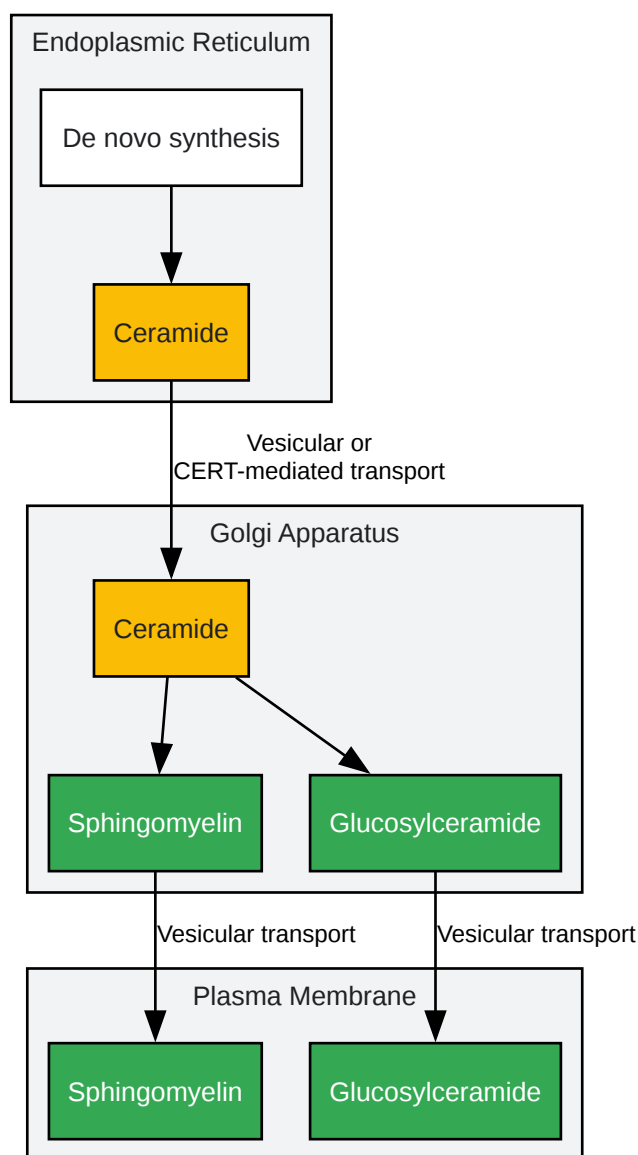 Endoplasmic Reticulum
De novo synthesis
Ceramide
Vesicular or
CERT-mediated transport
Golgi Apparatus
Ceramide
Sphingomyelin
Glucosylceramide
Vesicular transport
Vesicular transport
Plasma Membrane
Sphingomyelin
Glucosylceramide